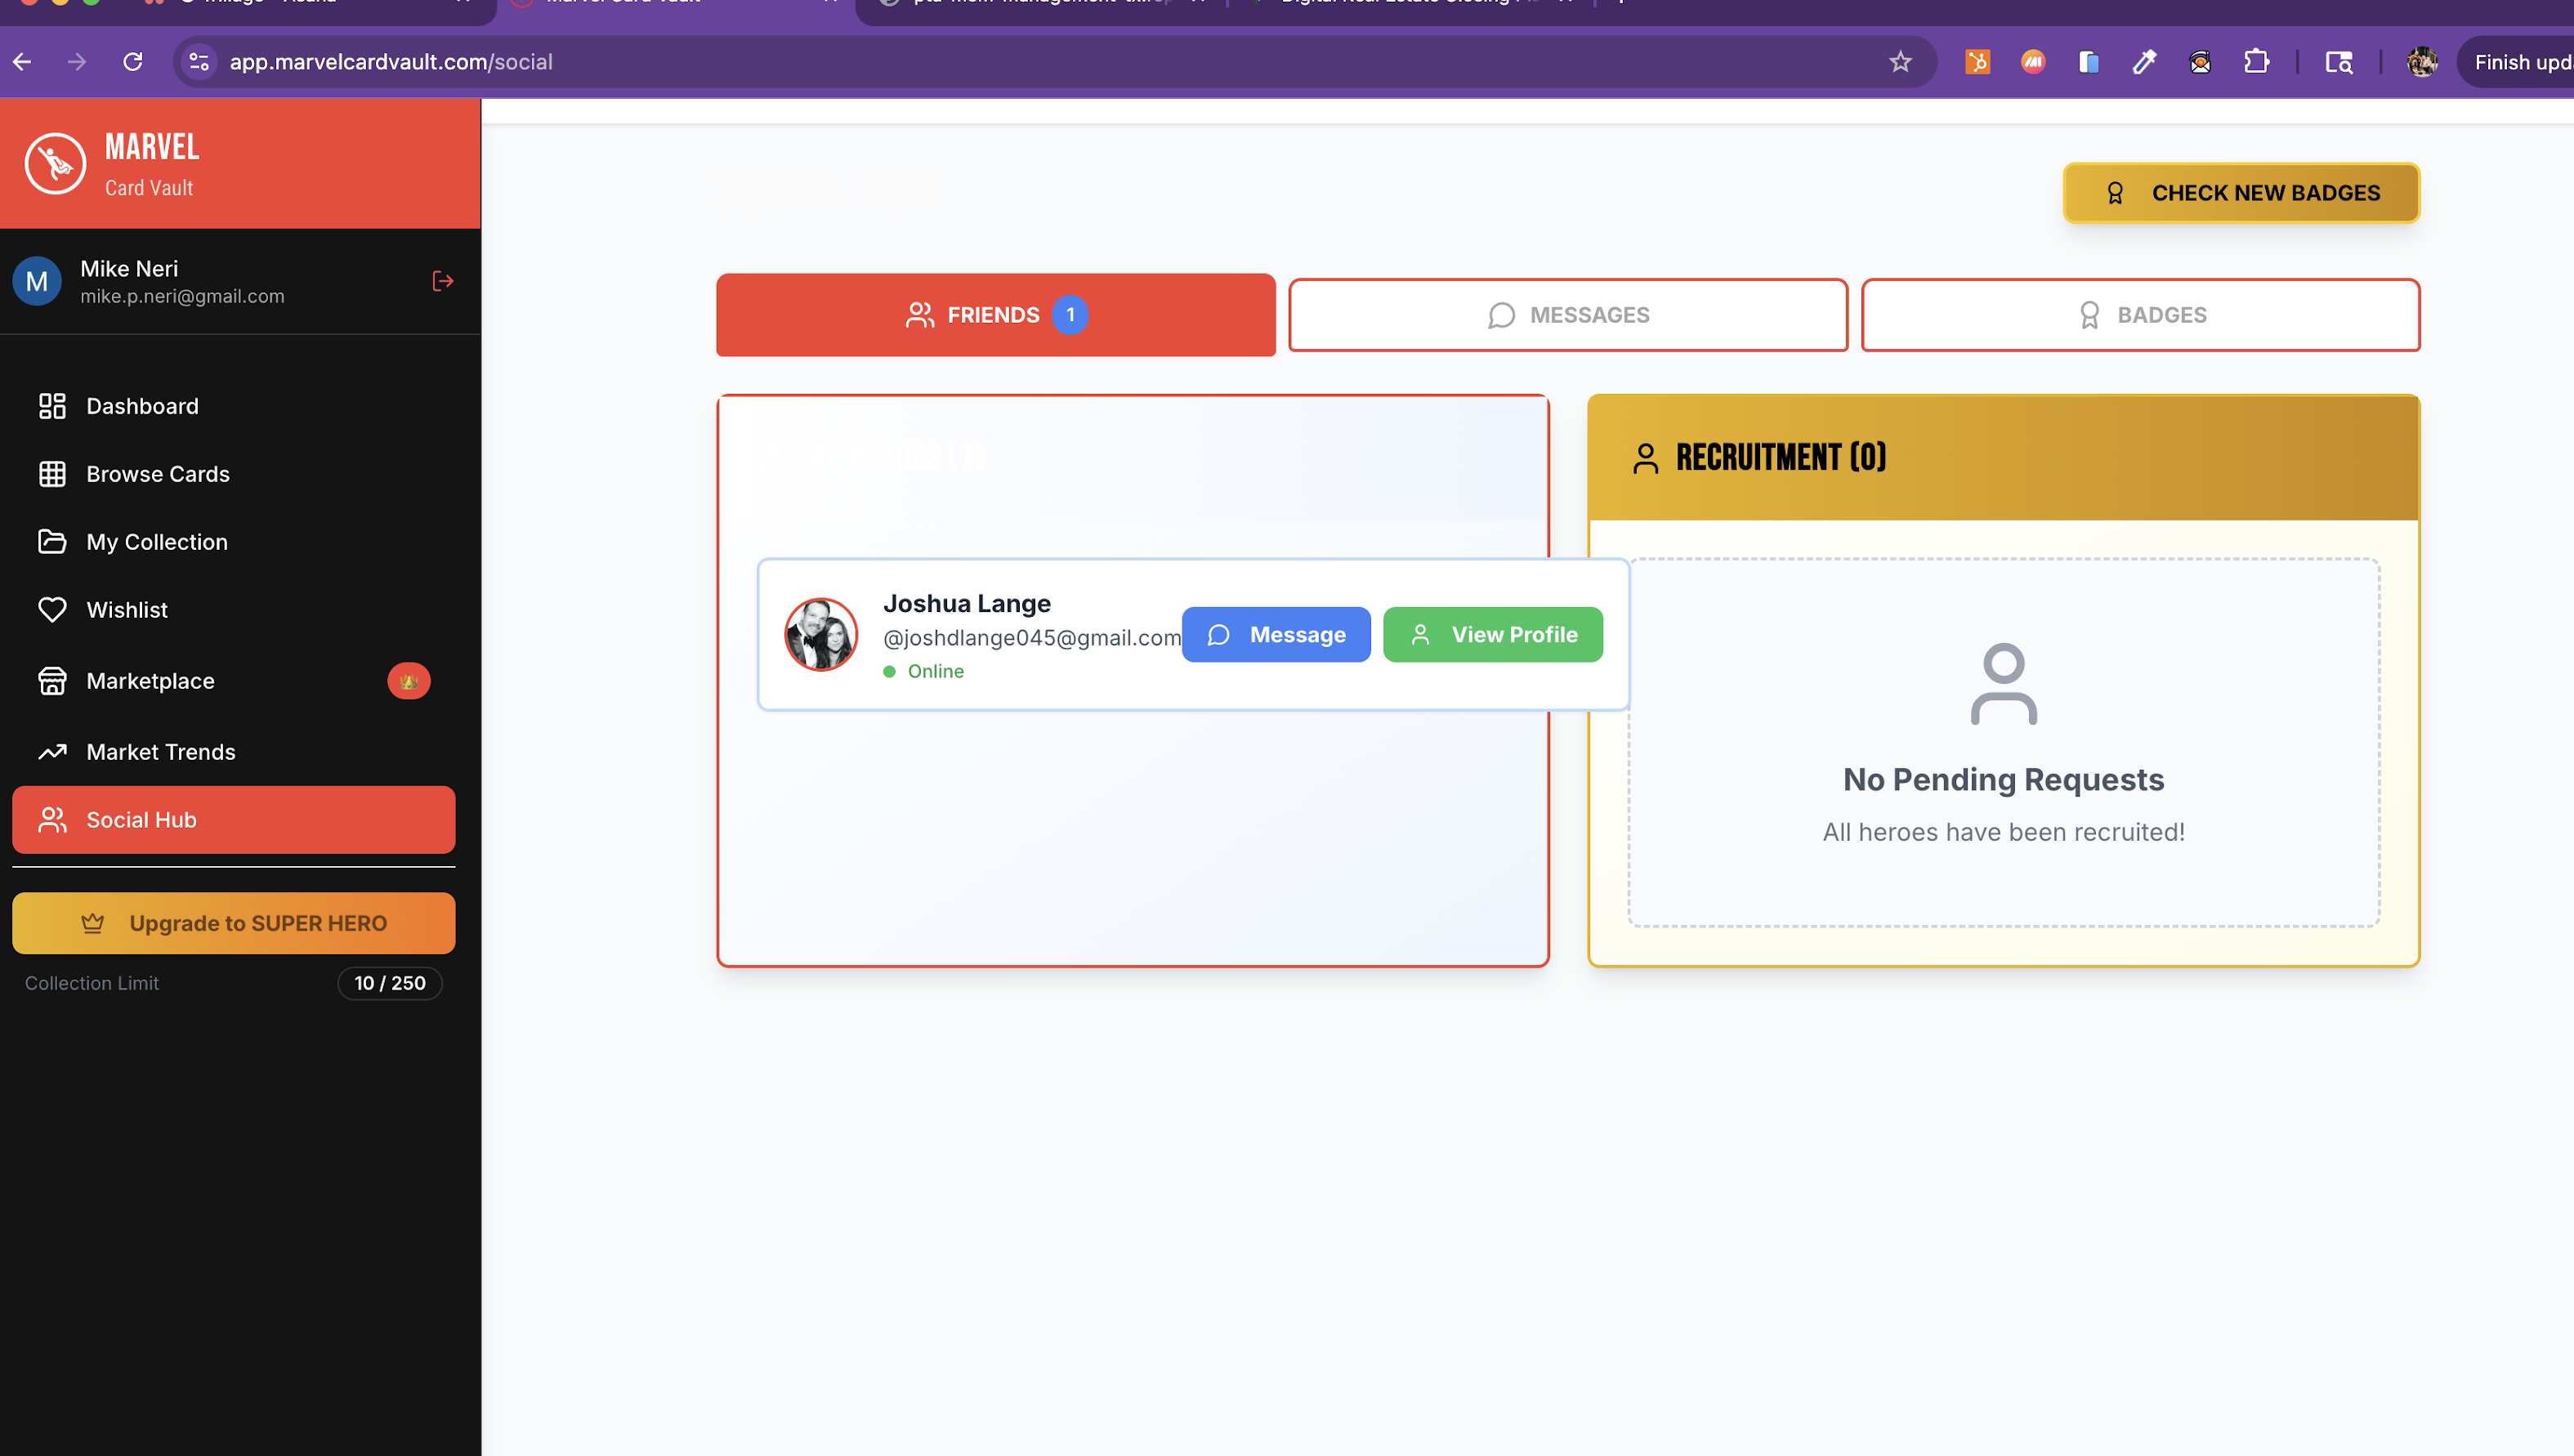 app.marvelcardvault.com/social
Finish upd
MARVEL
Card Vault
M
Mike Neri
mike.p.neri@gmail.com
Dashboard
Browse Cards
My Collection
Wishlist
Marketplace
Market Trends
Social Hub
Upgrade to SUPER HERO
Collection Limit
10 / 250
CHECK NEW BADGES
FRIENDS 1
MESSAGES
BADGES
HEROES (1)
Joshua Lange
@joshdlange045@gmail.com
Online
Message
View Profile
RECRUITMENT (0)
No Pending Requests
All heroes have been recruited!